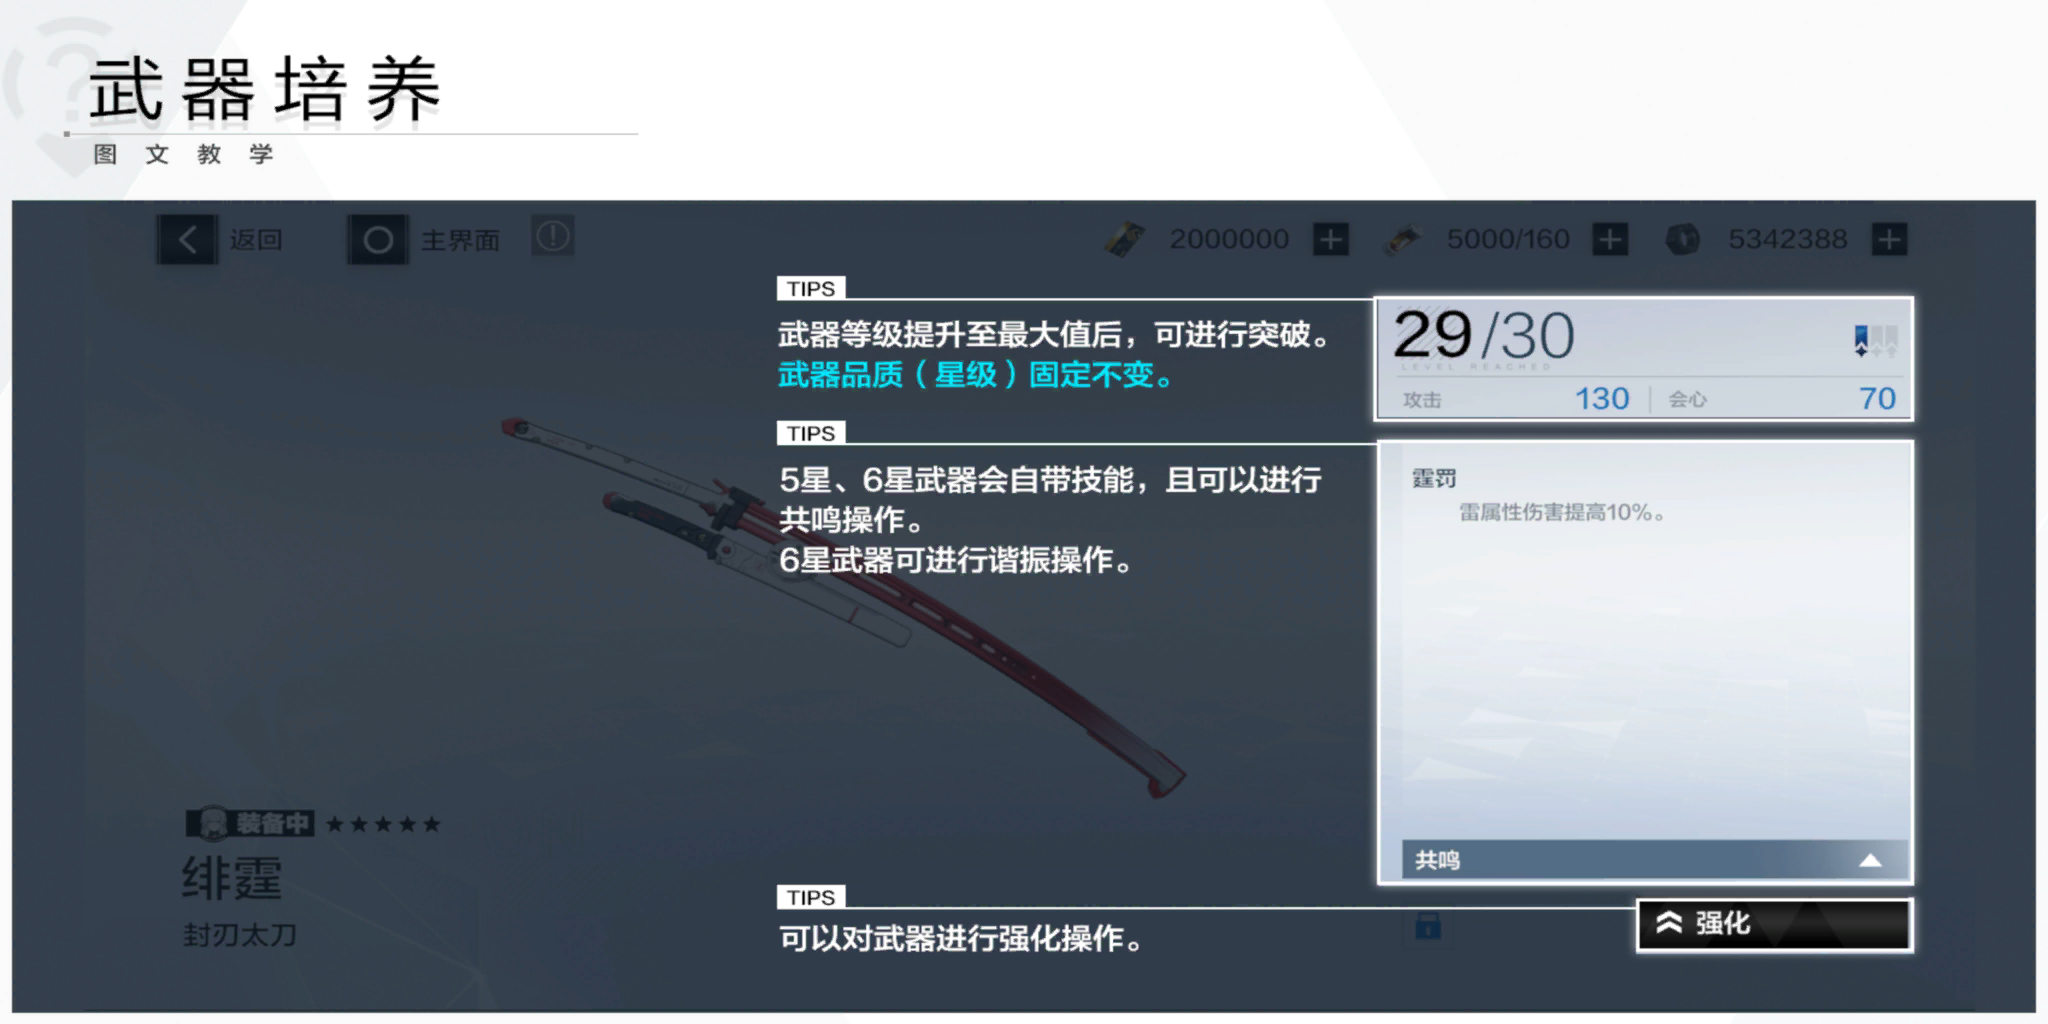 武器培养
图文教学
返回
主界面
2000000
5000/160
5342388
TIPS
武器等级提升至最大值后，可进行突破。
武器品质（星级）固定不变。
29/30
LEVEL REACHED
攻击 130
会心 70
TIPS
5星、6星武器会自带技能，且可以进行
共鸣操作。
6星武器可进行谐振操作。
霆罚
雷属性伤害提高10%。
共鸣
装备中
绯霆
封刃太刀
TIPS
可以对武器进行强化操作。
强化